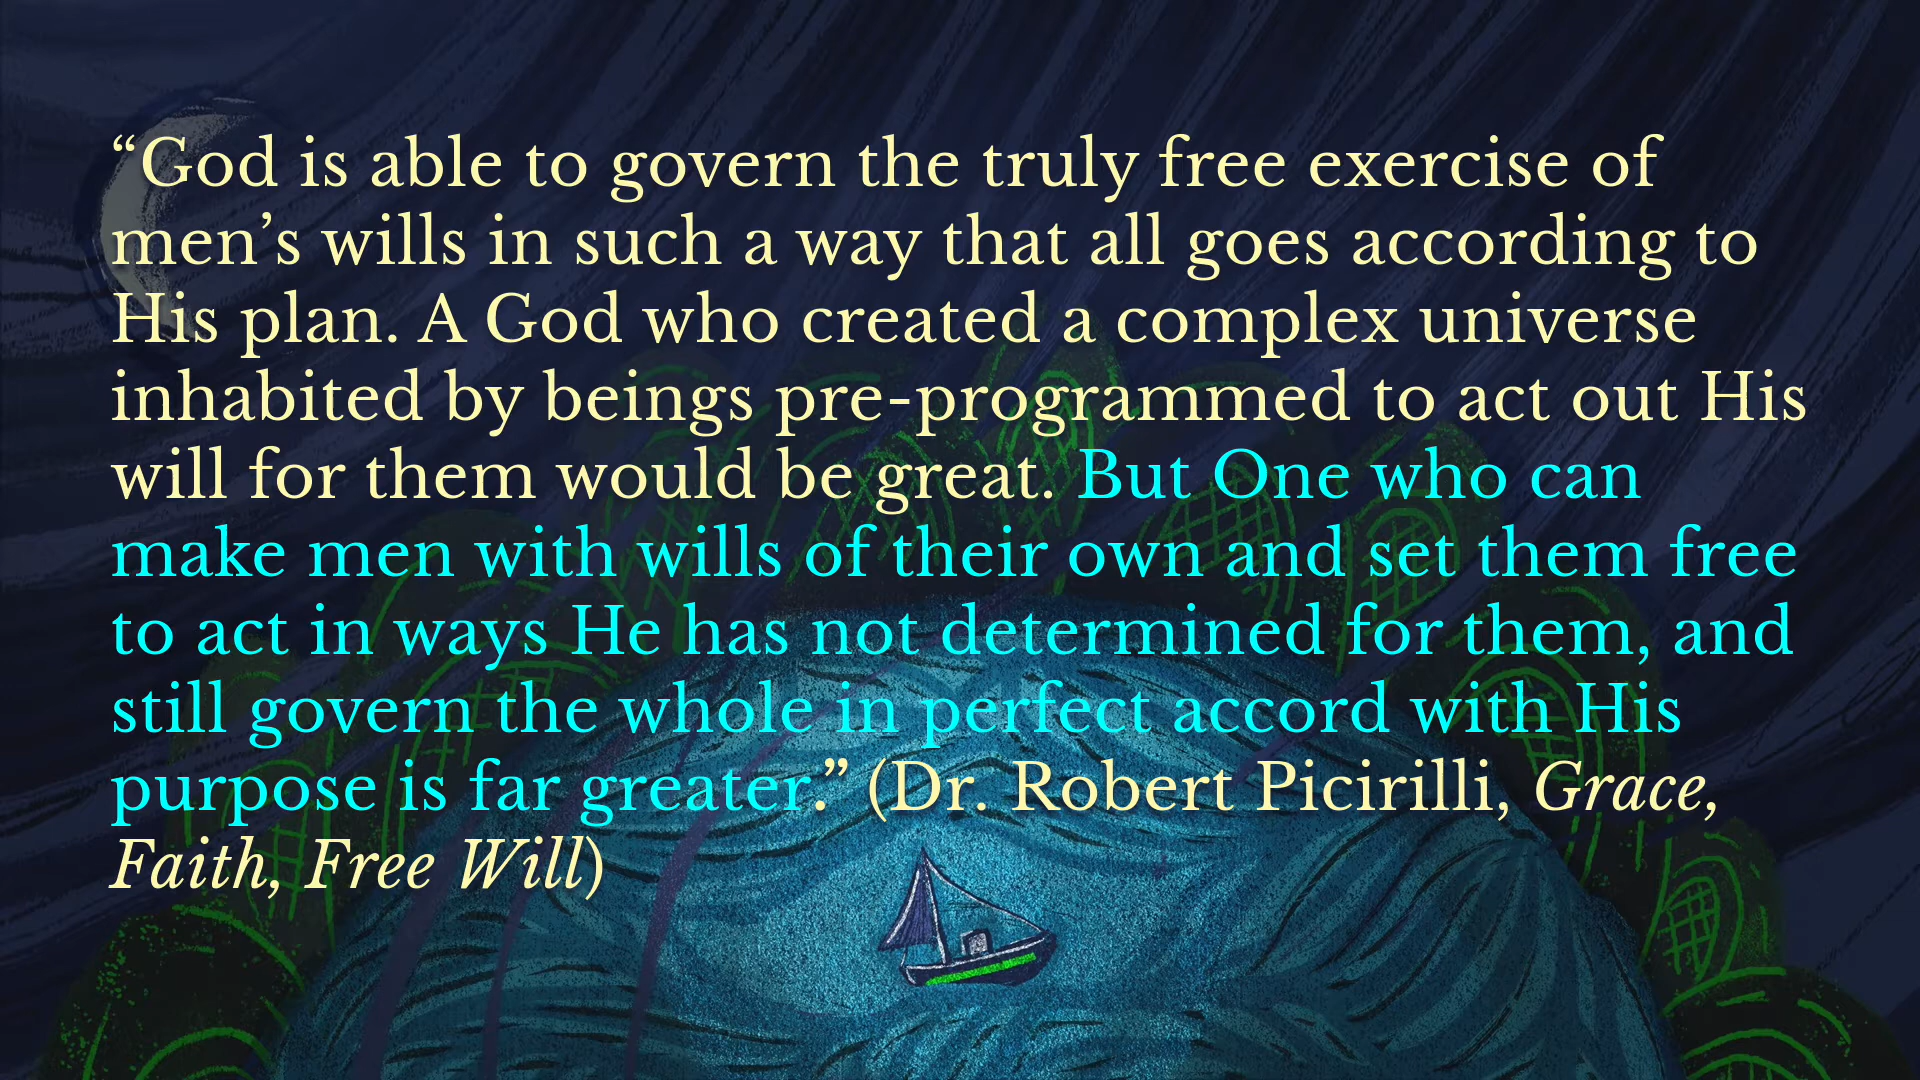 “God is able to govern the truly free exercise of
men’s wills in such a way that all goes according to
His plan. A God who created a complex universe
inhabited by beings pre-programmed to act out His
will for them would be great. But One who can
make men with wills of their own and set them free
to act in ways He has not determined for them, and
still govern the whole in perfect accord with His
purpose is far greater.” (Dr. Robert Picirilli, Grace,
Faith, Free Will)